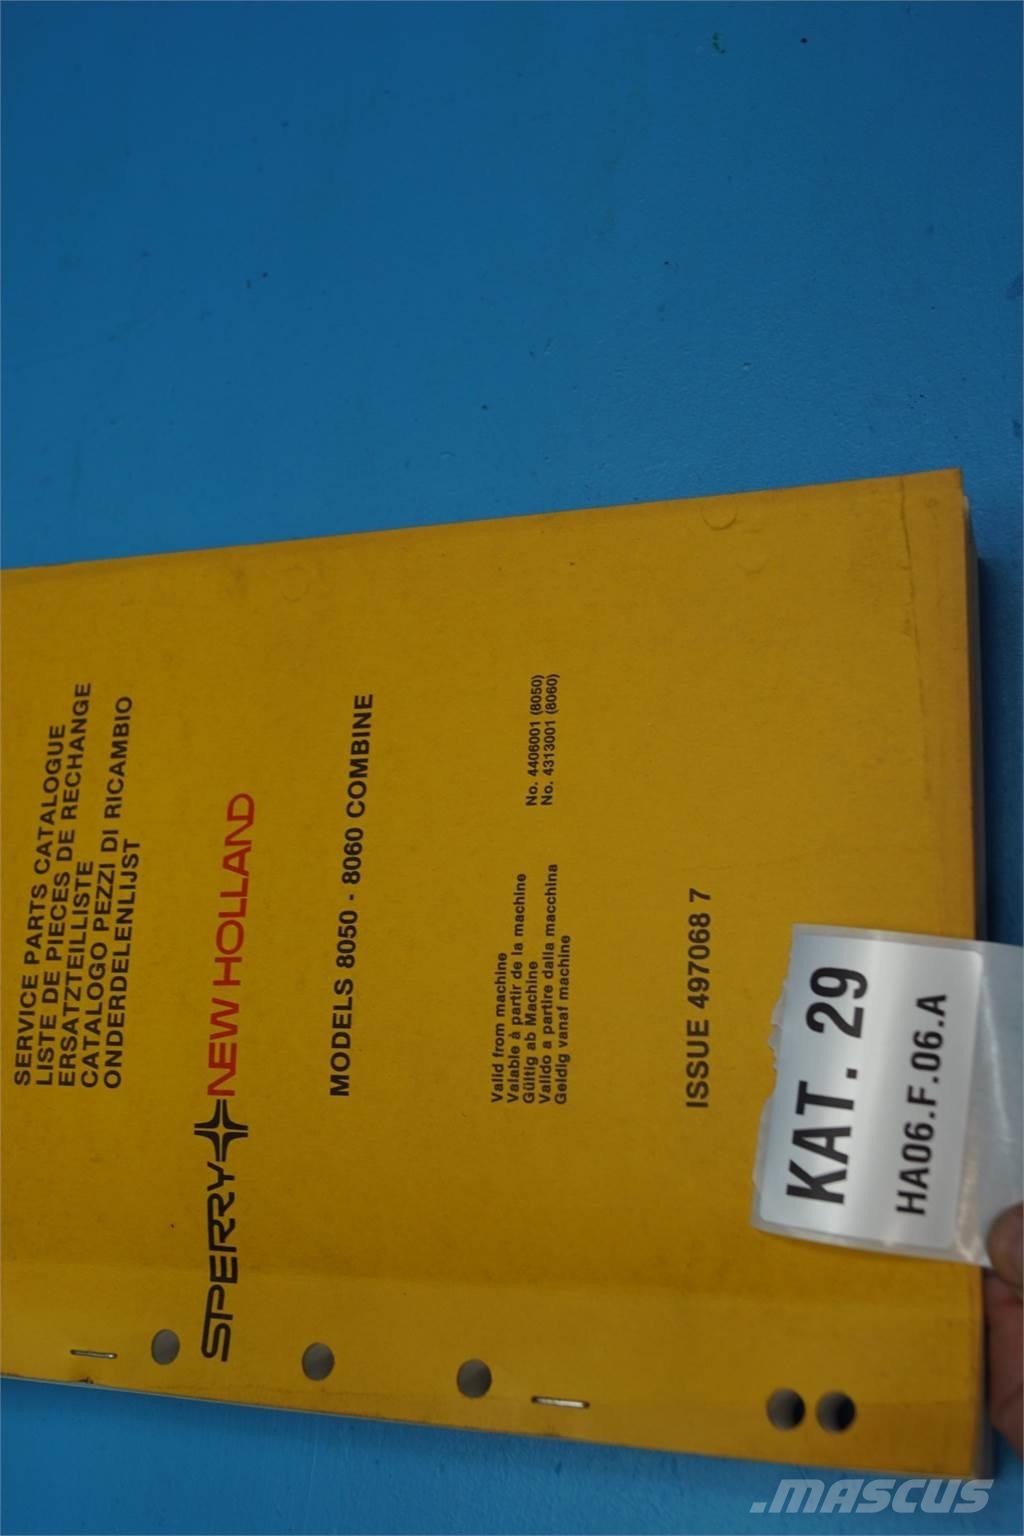 SERVICE PARTS CATALOGUE
LISTE DE PIECES DE RECHANGE
ERSATZTEILLISTE
CATALOGO PEZZI DI RICAMBIO
ONDERDELENLIJST
SPERRY NEW HOLLAND
MODELS 8050 - 8060 COMBINE
Valid from machine No. 4406001 (8050)
Valable à partir de la machine No. 4313001 (8060)
Gültig ab Machine
Valido a partire dalla macchina
Geldig vanaf machine
ISSUE 497068 7
KAT. 29
HA06.F.06.A
.MASCUS